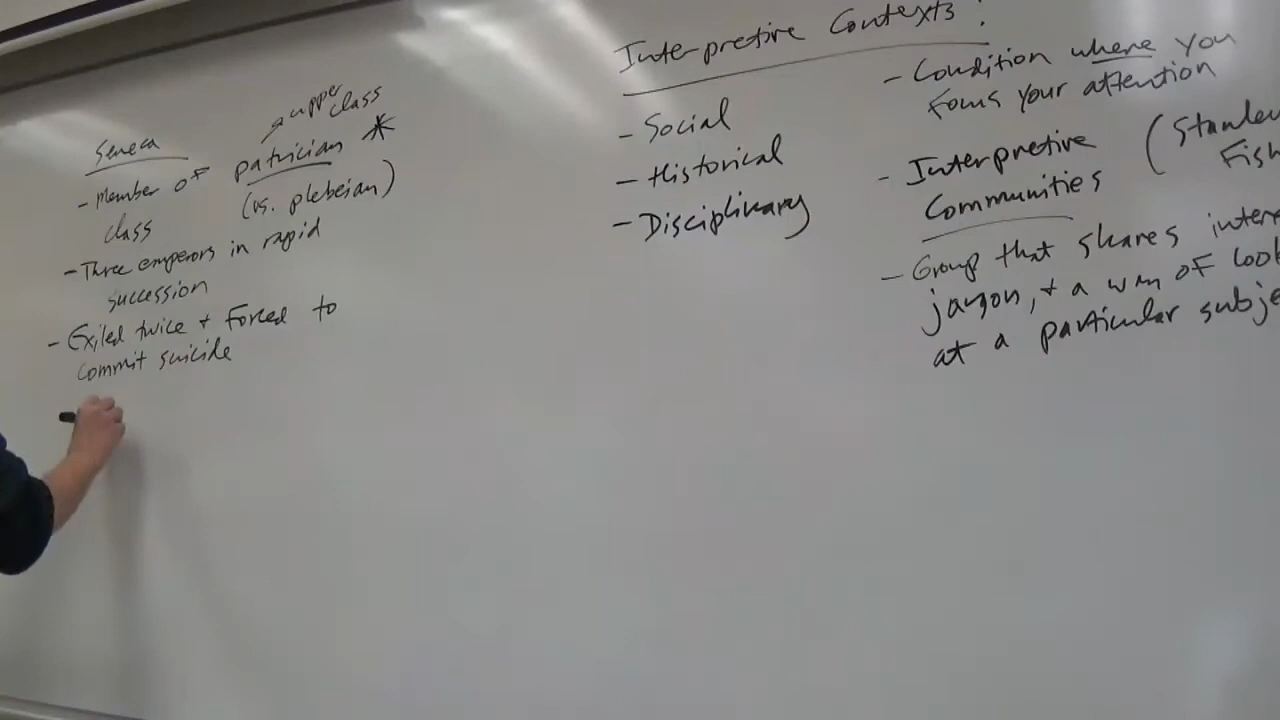 Seneca
upper class
- Member of patrician *
class (vs. plebeian)
- Three emperors in rapid
succession
- Exiled twice + Forced to
commit suicide
Interpretive Contexts:
- Social
- Historical
- Disciplinary
- Condition where you
focus your attention
- Interpretive (Stanley
Communities Fish
- Group that shares
jargon, + a way of
at a particular